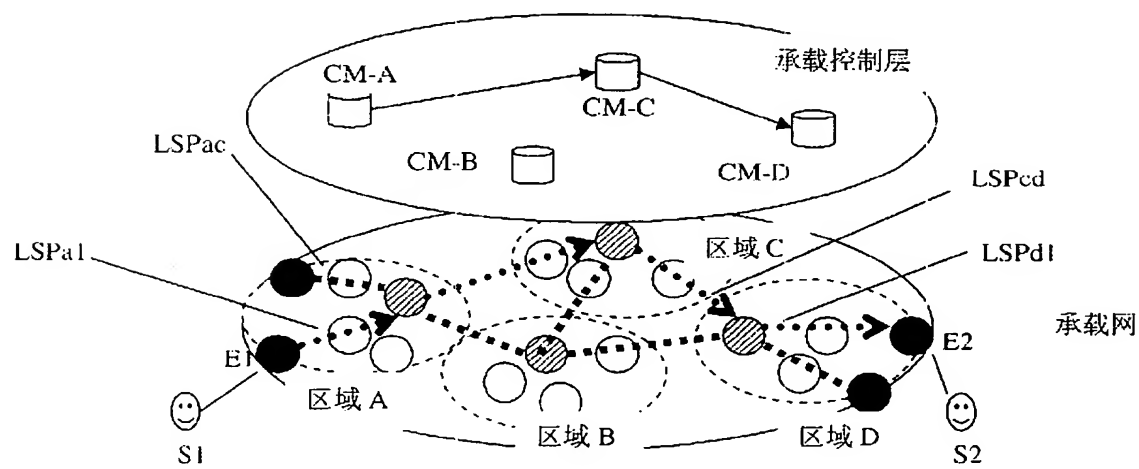 承载控制层
CM-A
CM-C
LSPac
CM-B
CM-D
LSPcd
LSPa1
区域 C
LSPd1
承载网
E1
E2
区域 A
区域 B
区域 D
S1
S2